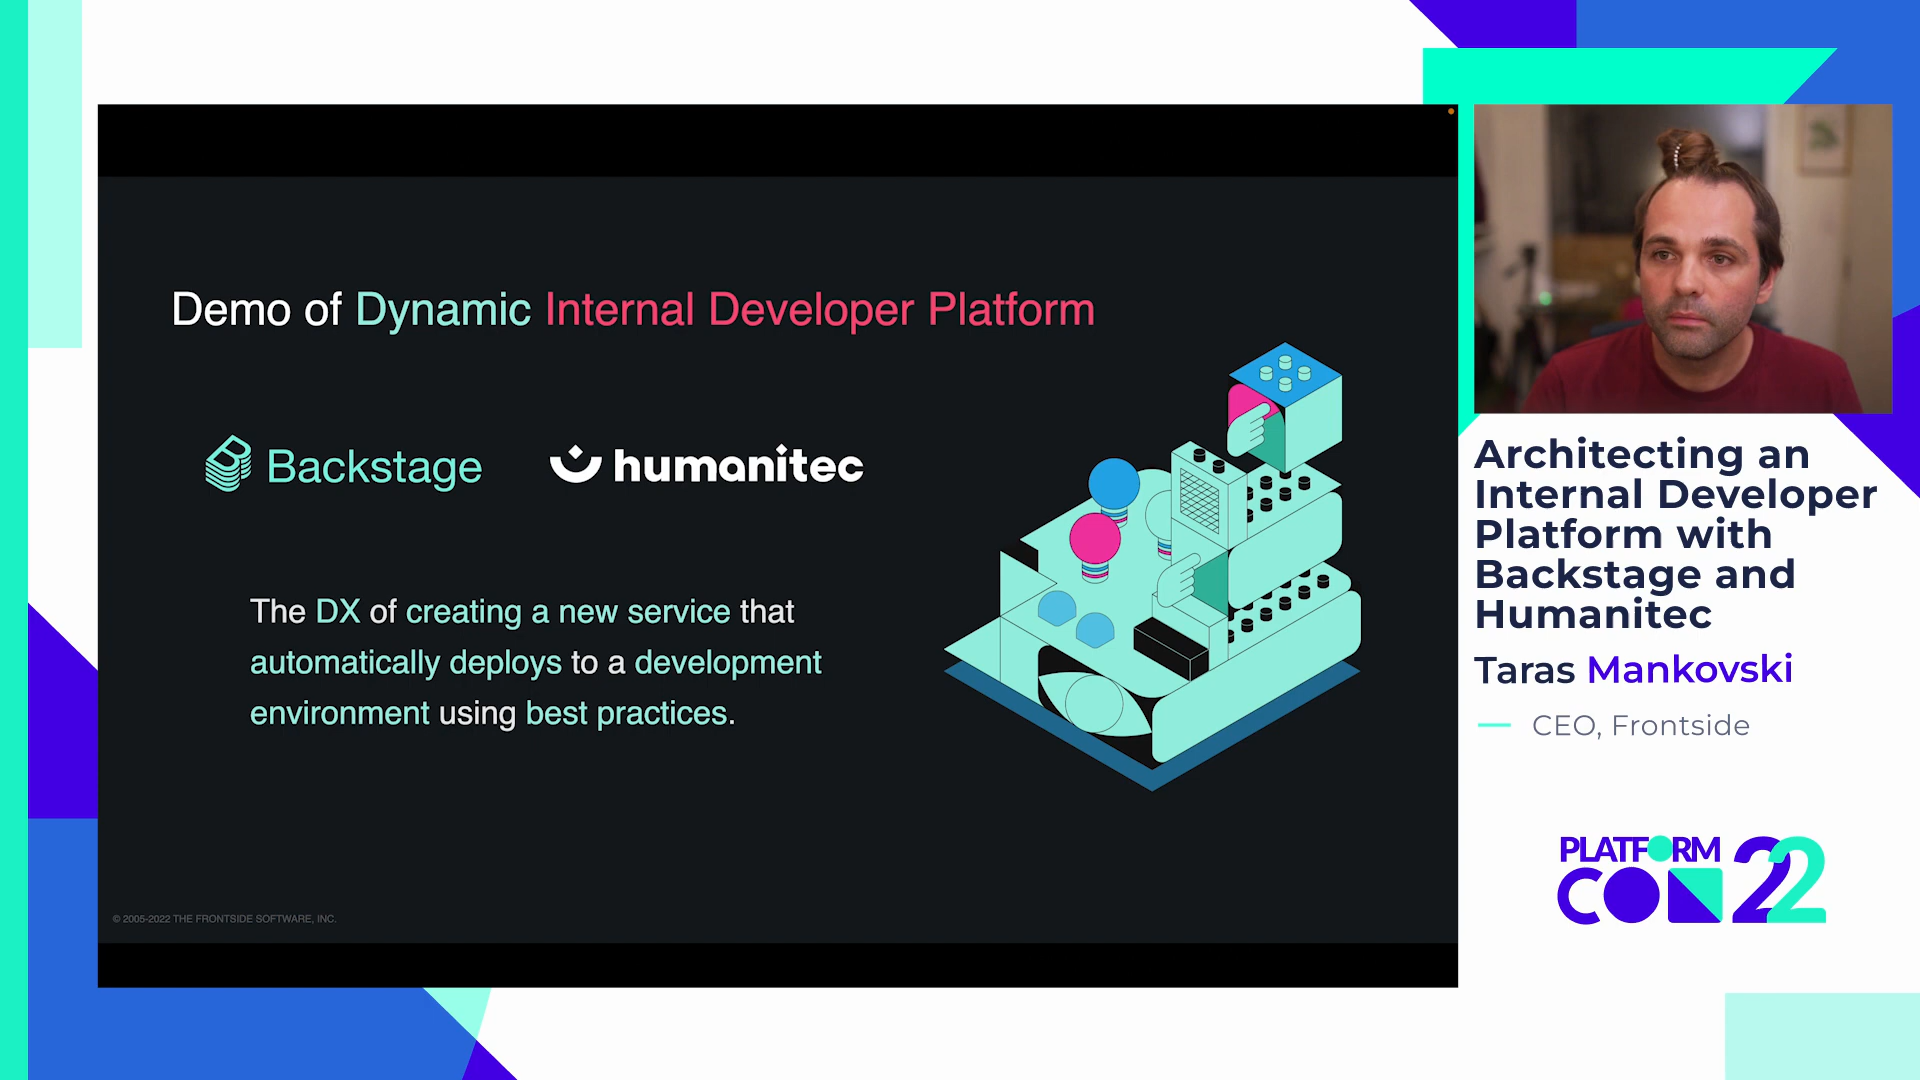 Demo of Dynamic Internal Developer Platform
Backstage
humanitec
The DX of creating a new service that
automatically deploys to a development
environment using best practices.
© 2005-2022 THE FRONTSIDE SOFTWARE, INC.
Architecting an
Internal Developer
Platform with
Backstage and
Humanitec
Taras Mankovski
CEO, Frontside
PLATFORM
CON 22